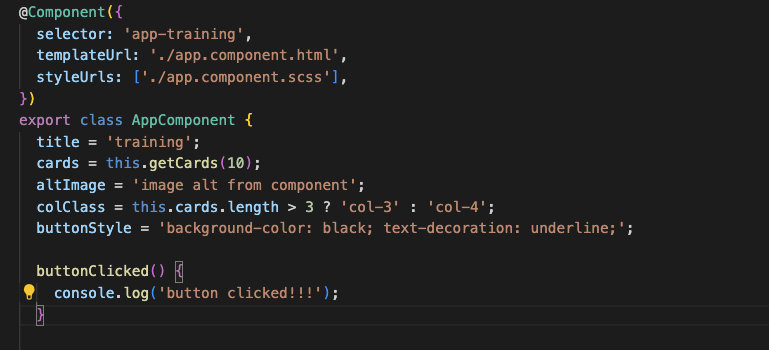 @Component({
  selector: 'app-training',
  templateUrl: './app.component.html',
  styleUrls: ['./app.component.scss'],
})
export class AppComponent {
  title = 'training';
  cards = this.getCards(10);
  altImage = 'image alt from component';
  colClass = this.cards.length > 3 ? 'col-3' : 'col-4';
  buttonStyle = 'background-color: black; text-decoration: underline;';

  buttonClicked() {
    console.log('button clicked!!!');
  }